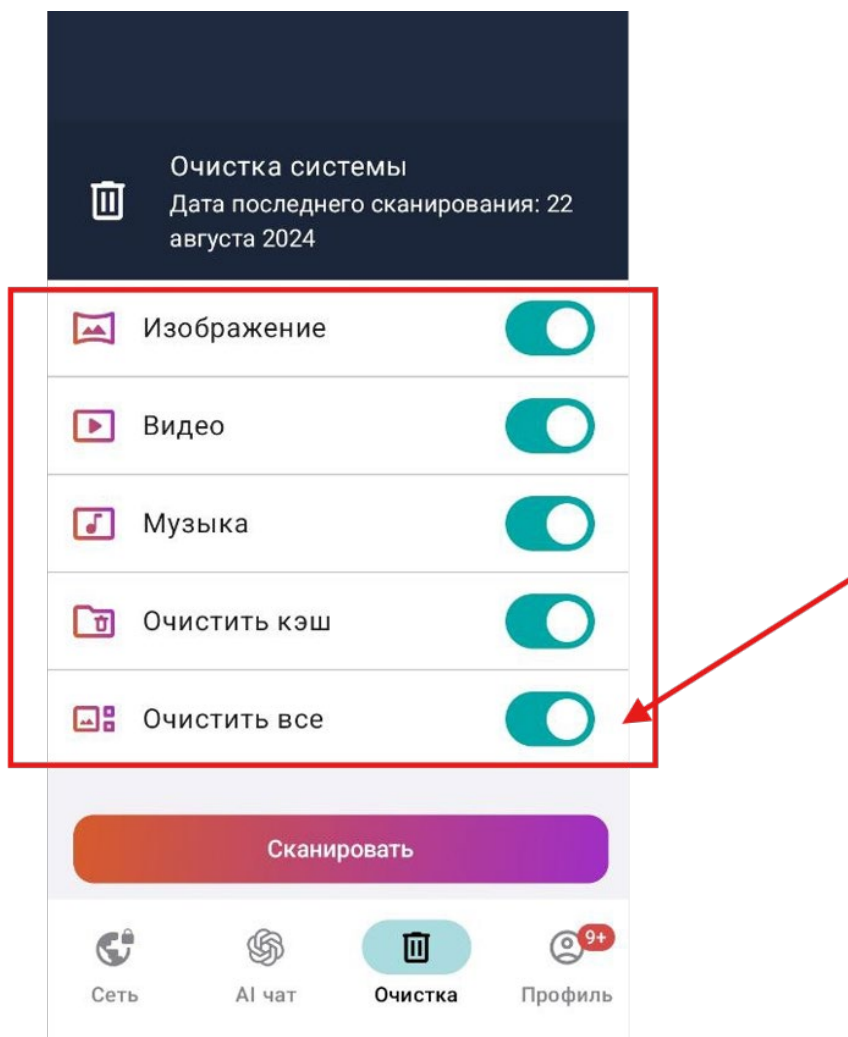 Очистка системы
Дата последнего сканирования: 22
августа 2024
Изображение
Видео
Музыка
Очистить кэш
Очистить все
Сканировать
9+
Сеть
AI чат
Очистка
Профиль